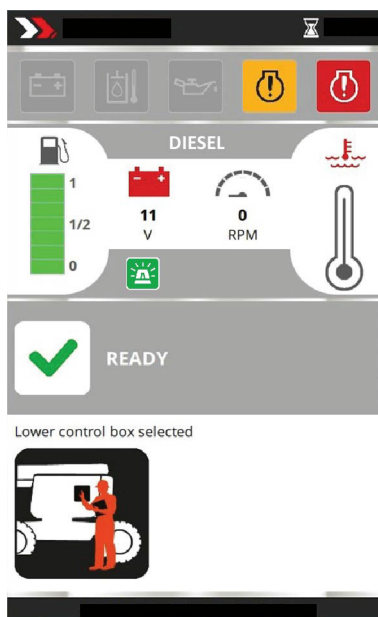 DIESEL
1
1/2
0
- +
11
V
0
RPM
READY
Lower control box selected